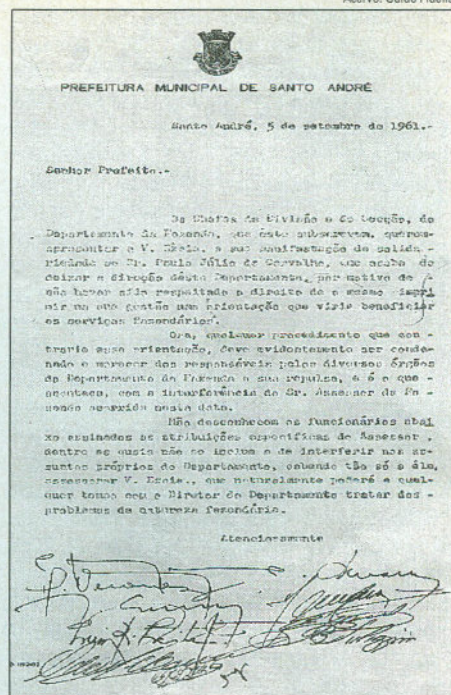 PREFEITURA MUNICIPAL DE SANTO ANDRÉ
Santo André, 5 de setembro de 1961.-
Senhor Prefeito.-
Os Chefes de Divisão e de Secção, do
Departamento da Fazenda, que êste subscrevem, querem
apresentar a V. Excia. a sua manifestação de solida -
riedade ao Sr. Paulo Júlio de Carvalho, que acaba de
deixar a direção dêste Departamento, por motivo de /
não haver sido respeitado o direito de o mesmo impri
mir na sua gestão uma orientação que viria beneficiar
os serviços fazendários.
Ora, qualquer procedimento que con -
traria essa orientação, deve evidentemente ser conde-
nado e merecer dos responsáveis pelos diversos órgãos
do Departamento da Fazenda a sua repulsa, e é o que -
acontece, com a interferência do Sr. Assessor da Fa -
zenda ocorrida nesta data.
Não desconhecem os funcionários abai
xo assinados as atribuições específicas do Assessor ,
dentre as quais não se inclue a de interferir nos as-
suntos próprios do Departamento, cabendo tão só a êle,
assessorar V. Excia., que naturalmente poderá a qual-
quer tempo com o Diretor do Departamento tratar dos -
problemas de natureza fazendária.
Atenciosamente